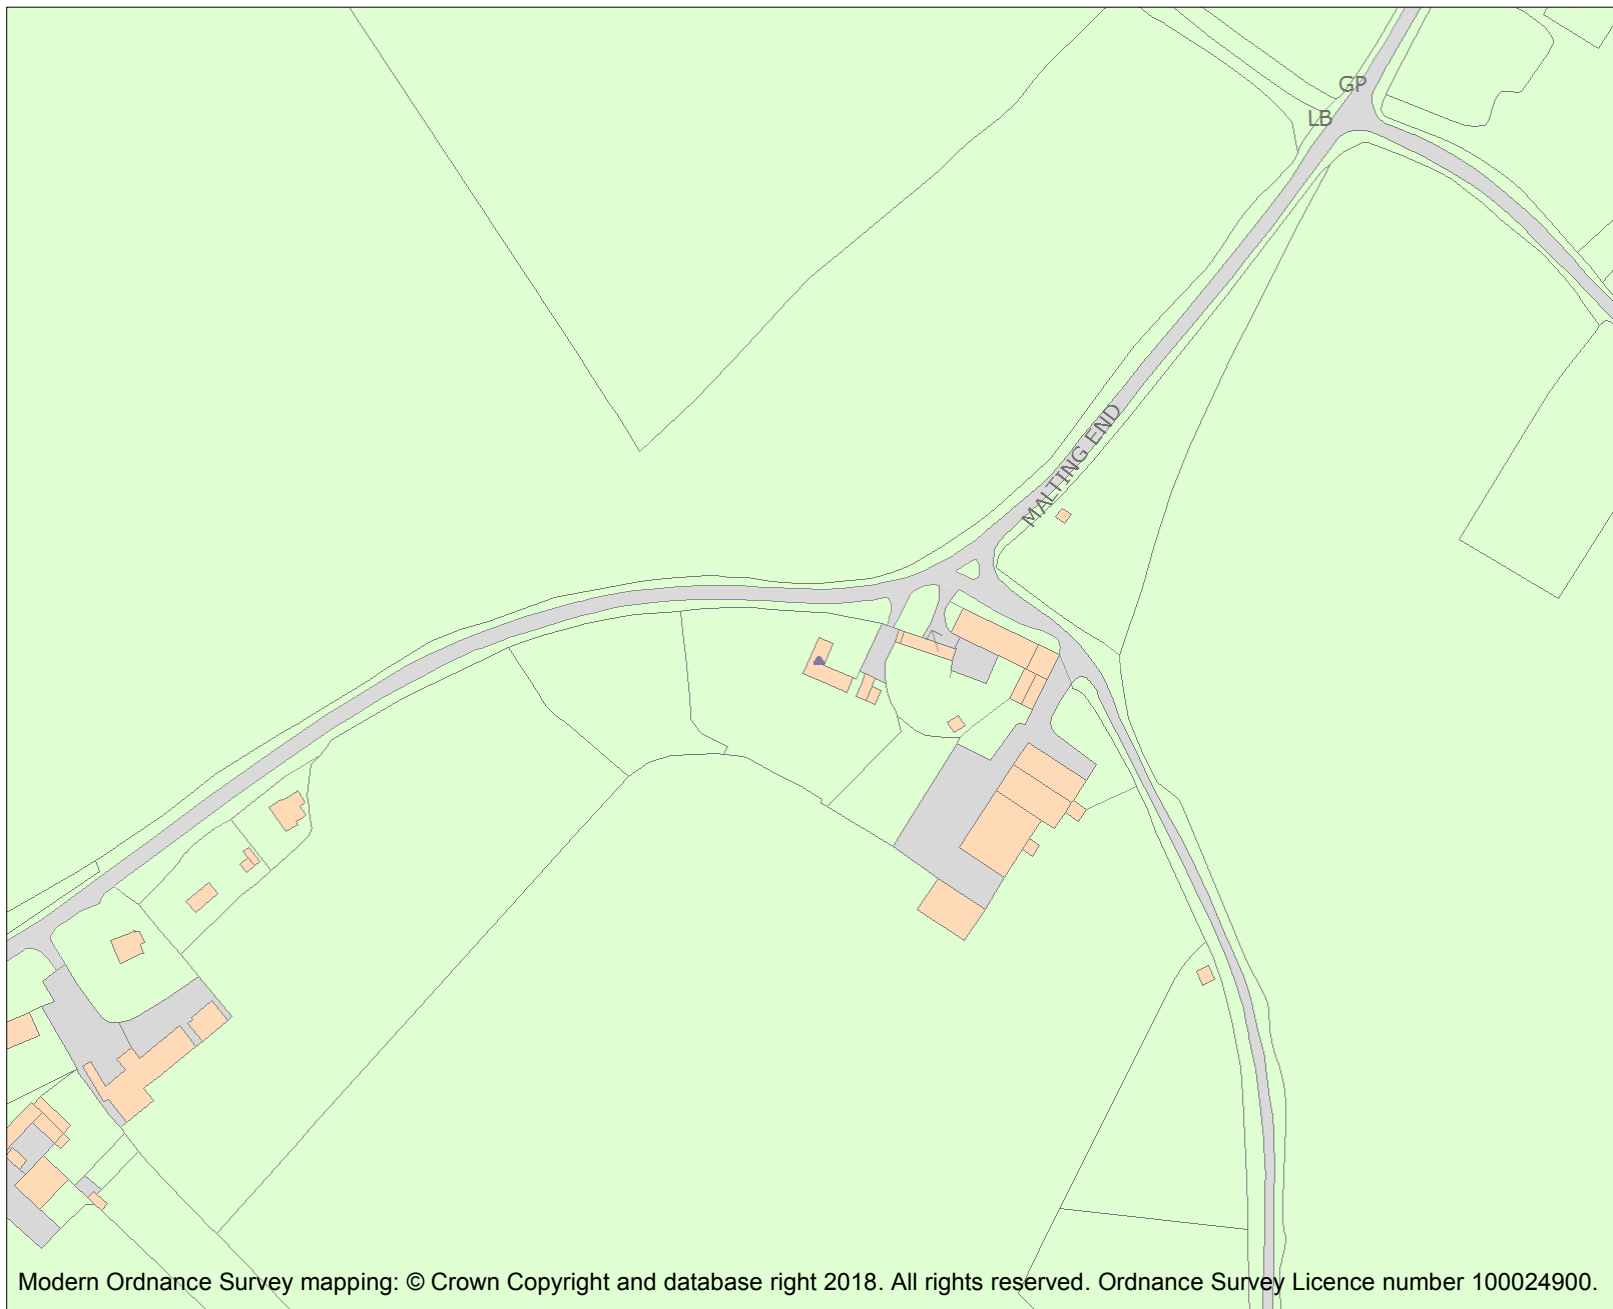 GP
LB
MALTING END
Modern Ordnance Survey mapping: © Crown Copyright and database right 2018. All rights reserved. Ordnance Survey Licence number 100024900.